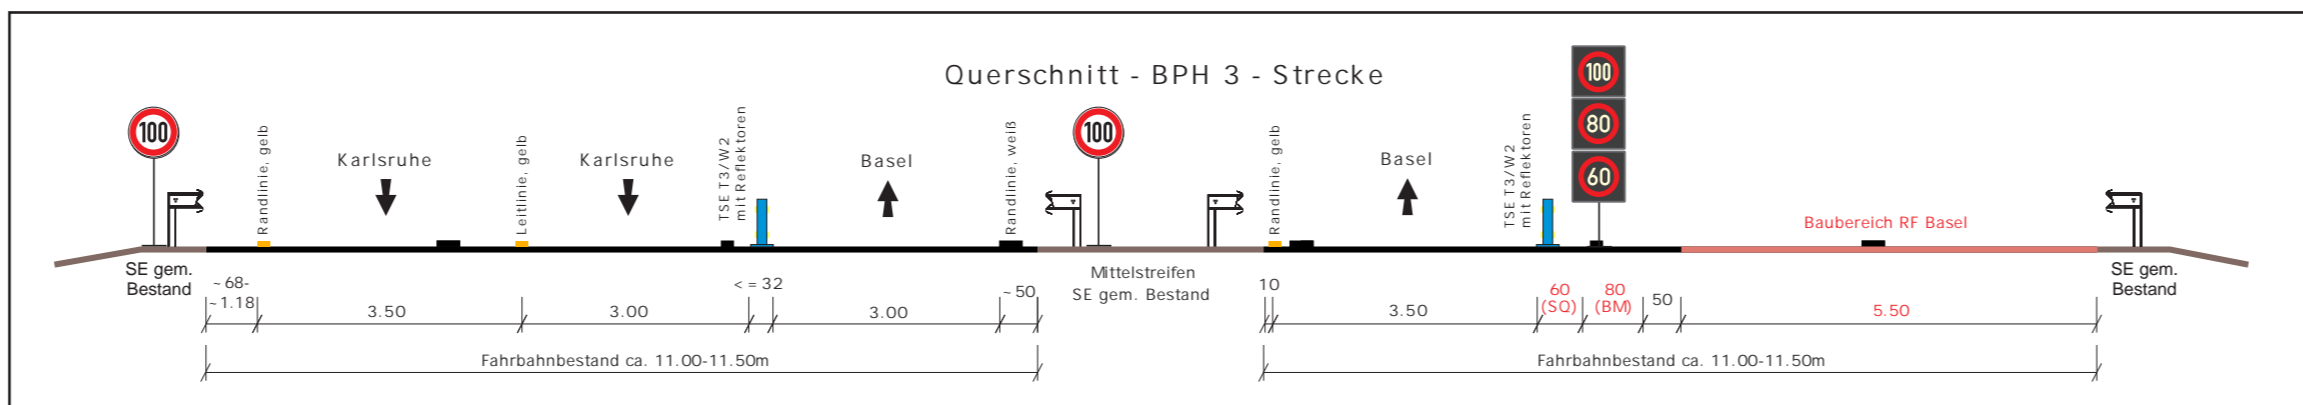 Querschnitt - BPH 3 - Strecke
100
Randlinie, gelb
Karlsruhe
Leitlinie, gelb
Karlsruhe
TSE T3/W2
mit Reflektoren
Basel
Randlinie, weiß
100
Randlinie, gelb
Basel
TSE T3/W2
mit Reflektoren
100
80
60
Baubereich RF Basel
SE gem.
Bestand
Mittelstreifen
SE gem. Bestand
SE gem.
Bestand
~68-
~1.18
3.50
3.00
<=32
3.00
~50
10
3.50
60
(SQ)
80
(BM)
50
5.50
Fahrbahnbestand ca. 11.00-11.50m
Fahrbahnbestand ca. 11.00-11.50m